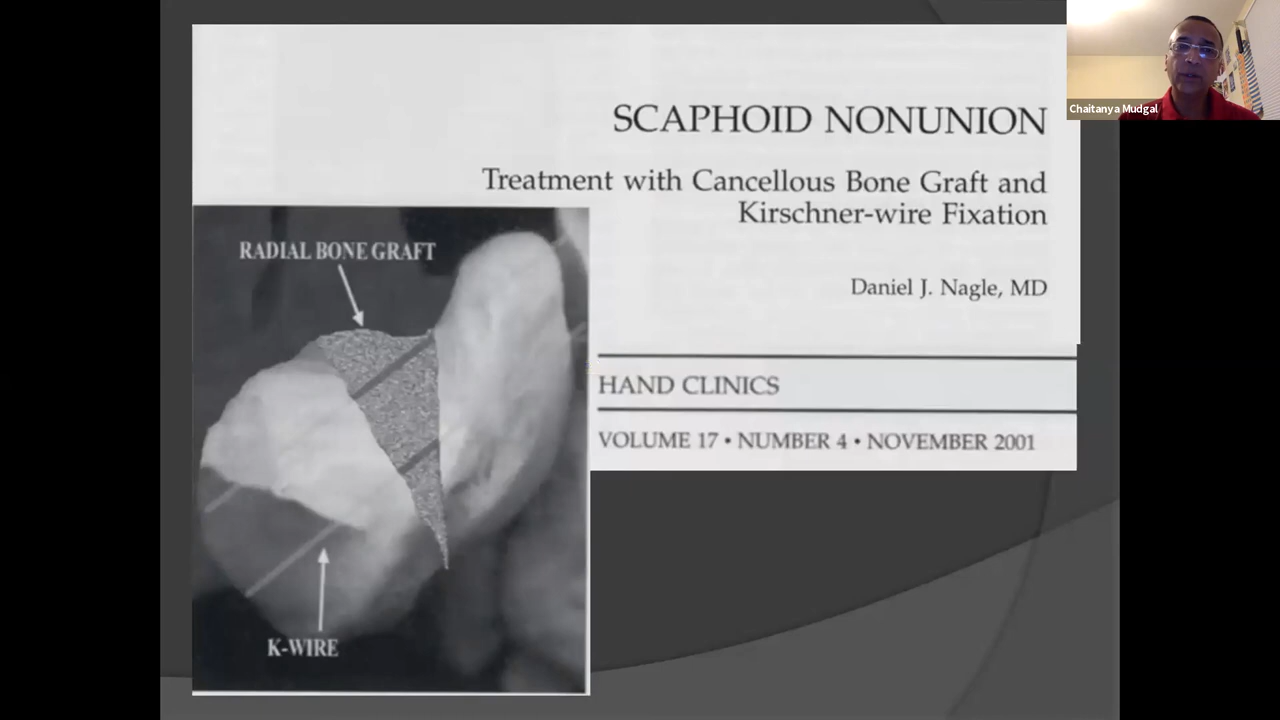 SCAPHOID NONUNION
Treatment with Cancellous Bone Graft and
Kirschner-wire Fixation
Daniel J. Nagle, MD
HAND CLINICS
VOLUME 17 • NUMBER 4 • NOVEMBER 2001
RADIAL BONE GRAFT
K-WIRE
Chaitanya Mudgal